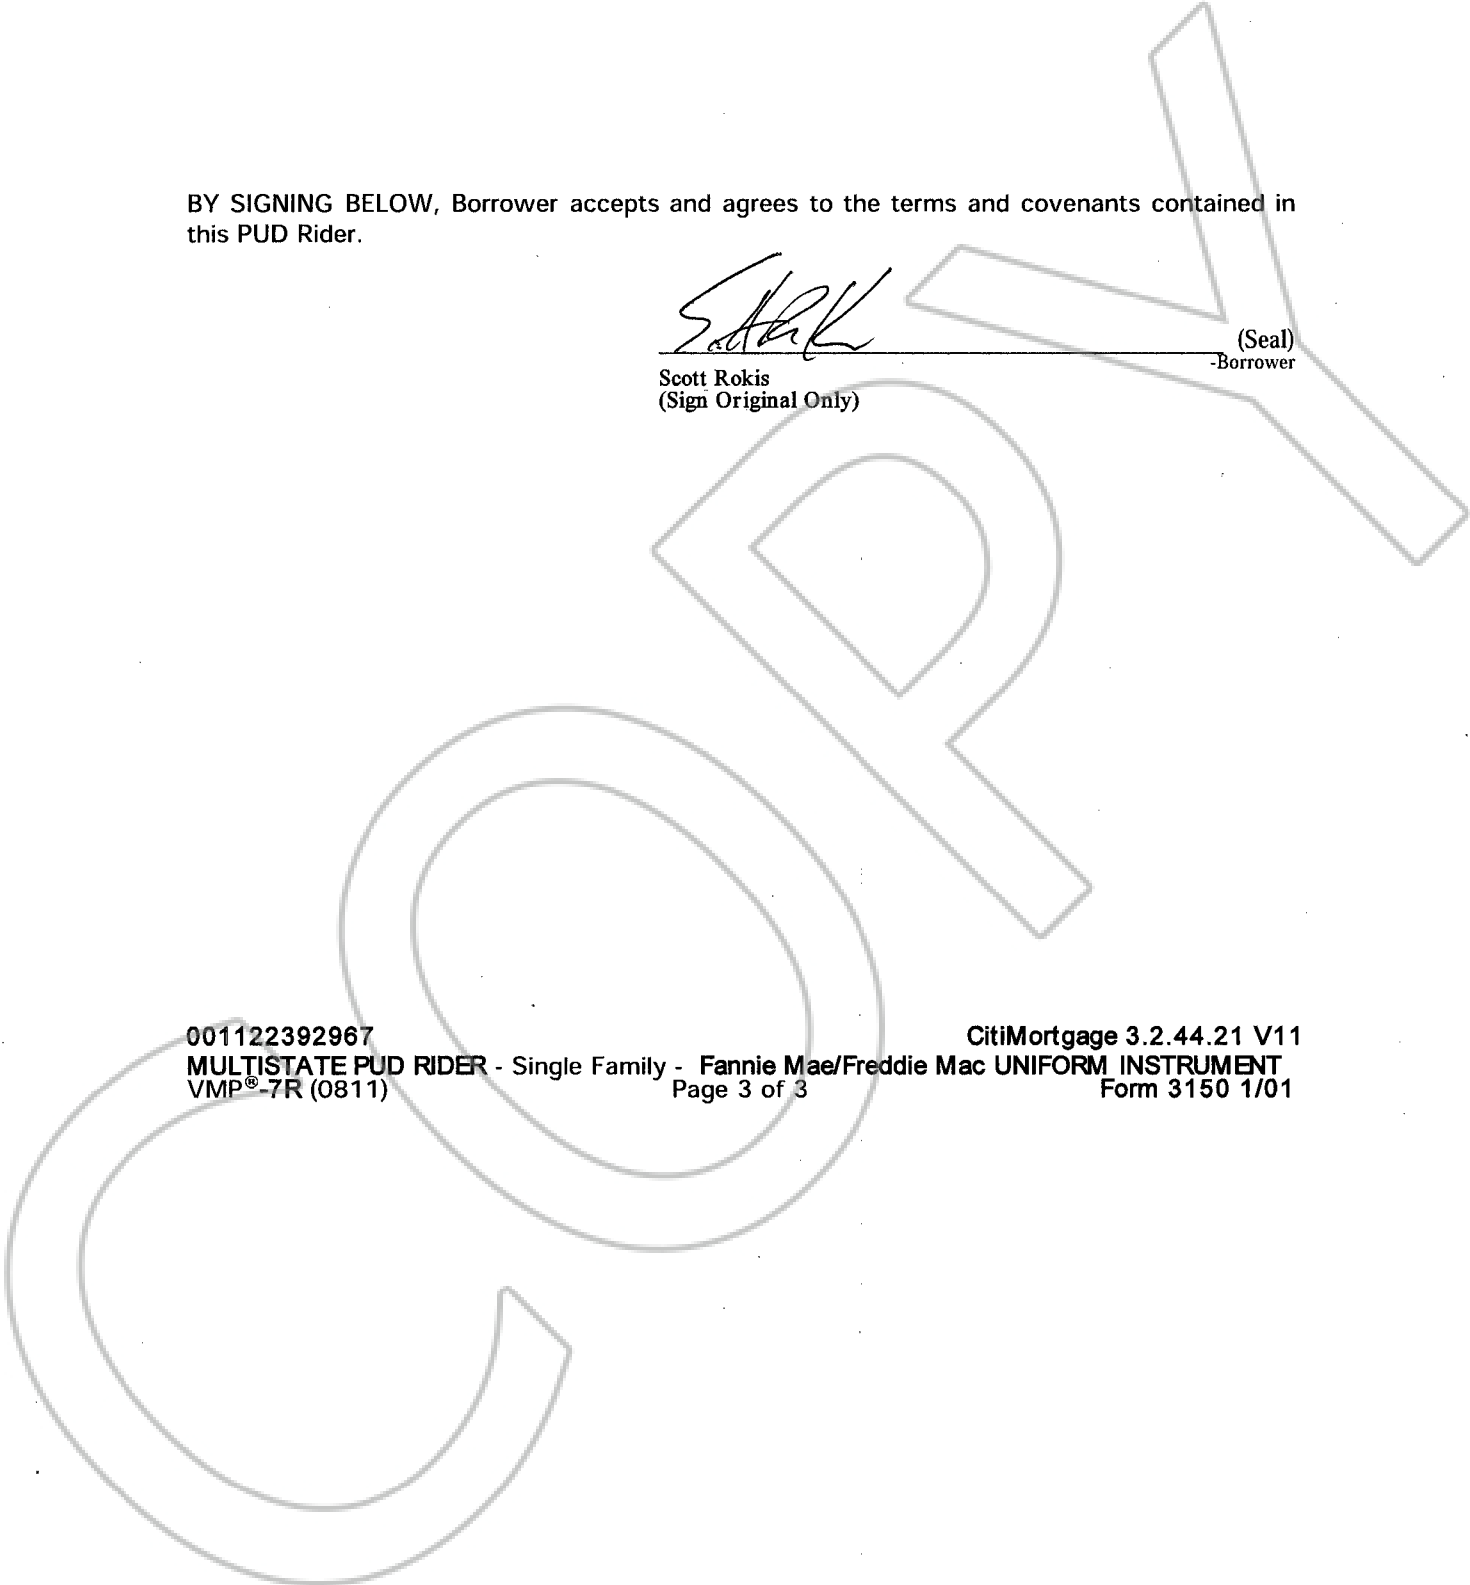 BY SIGNING BELOW, Borrower accepts and agrees to the terms and covenants contained in
this PUD Rider.
(Seal)
-Borrower
Scott Rokis
(Sign Original Only)
COPY
001122392967 CitiMortgage 3.2.44.21 V11
MULTISTATE PUD RIDER - Single Family - Fannie Mae/Freddie Mac UNIFORM INSTRUMENT
VMP®-7R (0811) Page 3 of 3 Form 3150 1/01